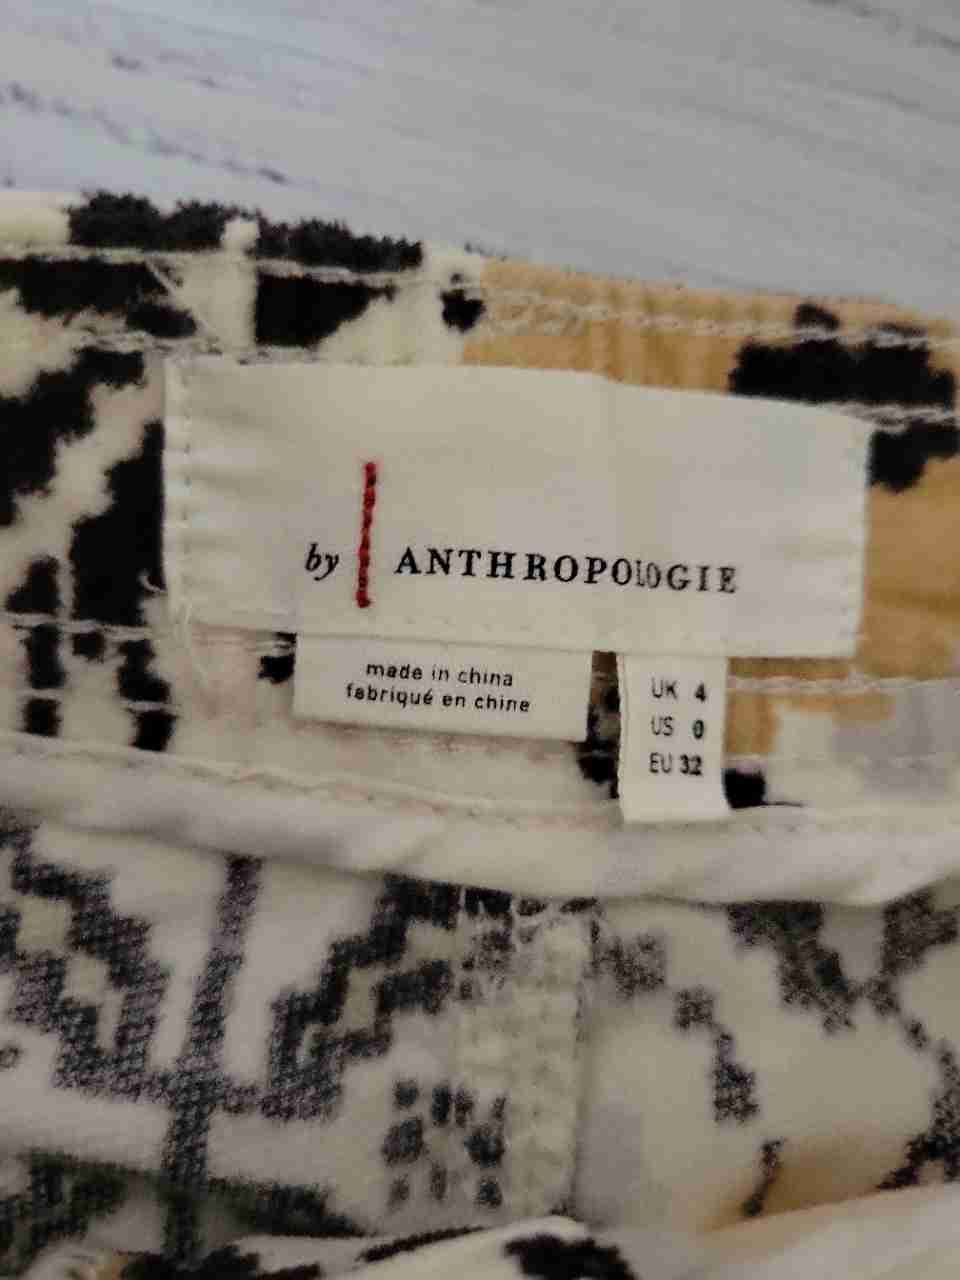 by ANTHROPOLOGIE
made in china
fabriqué en chine
UK 4
US 0
EU 32